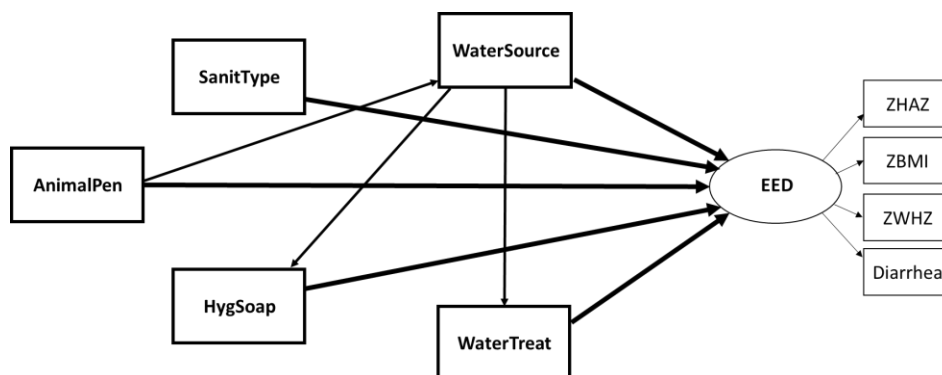 WaterSource
SanitType
ZHAZ
ZBMI
AnimalPen
EED
ZWHZ
Diarrhea
HygSoap
WaterTreat